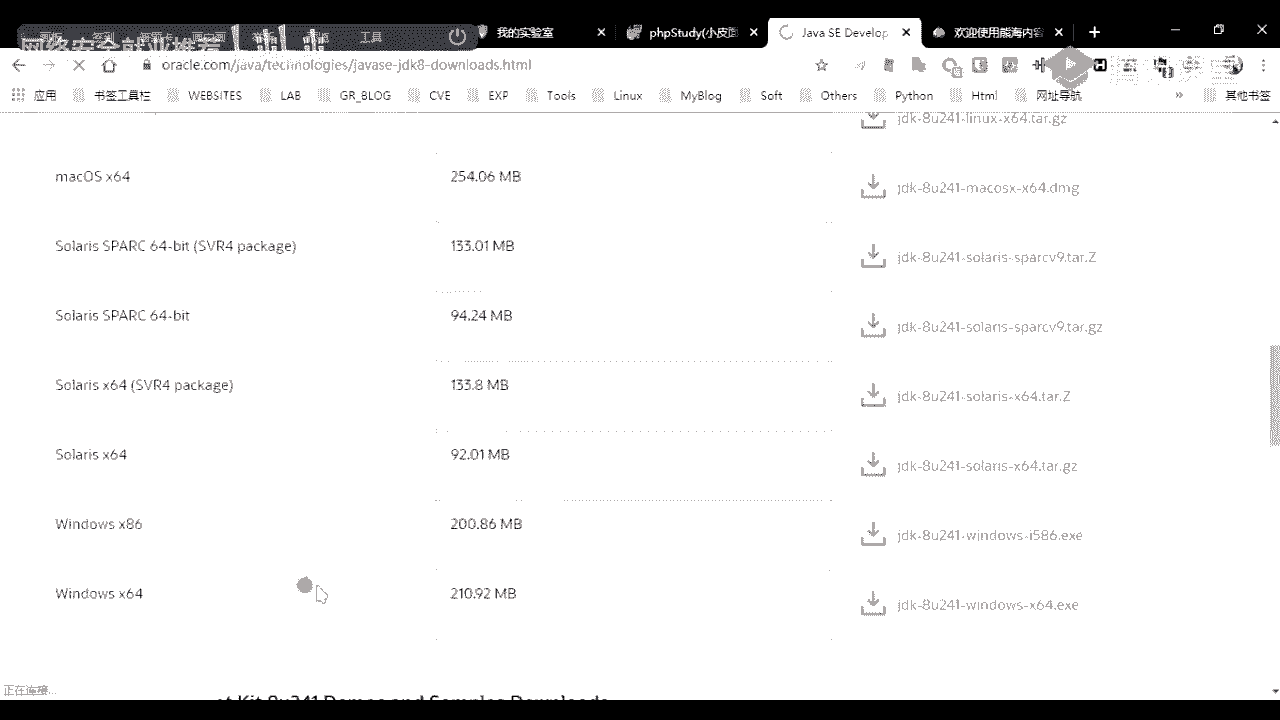 网络安全就业推荐
工具
我的实验室
phpStudy(小皮面
Java SE Develop
欢迎使用能海内容
oracle.com/java/technologies/javase-jdk8-downloads.html
应用 书签工具栏 WEBSITES LAB GR_BLOG CVE EXP Tools Linux MyBlog Soft Others Python Html 网址导航 » 其他书签
jdk-8u241-linux-x64.tar.gz
macOS x64 254.06 MB jdk-8u241-macosx-x64.dmg
Solaris SPARC 64-bit (SVR4 package) 133.01 MB jdk-8u241-solaris-sparcv9.tar.Z
Solaris SPARC 64-bit 94.24 MB jdk-8u241-solaris-sparcv9.tar.gz
Solaris x64 (SVR4 package) 133.8 MB jdk-8u241-solaris-x64.tar.Z
Solaris x64 92.01 MB jdk-8u241-solaris-x64.tar.gz
Windows x86 200.86 MB jdk-8u241-windows-i586.exe
Windows x64 210.92 MB jdk-8u241-windows-x64.exe
正在连接...
Kit 8u241 Demos and Samples Downloads